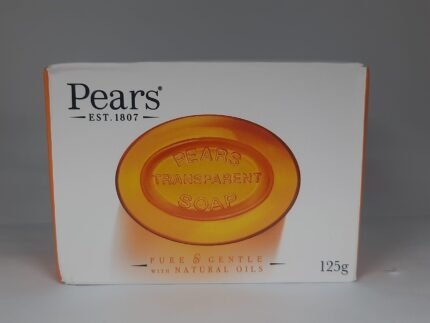 Pears®
EST. 1807
PEARS
TRANSPARENT
SOAP
PURE & GENTLE
WITH NATURAL OILS
125g